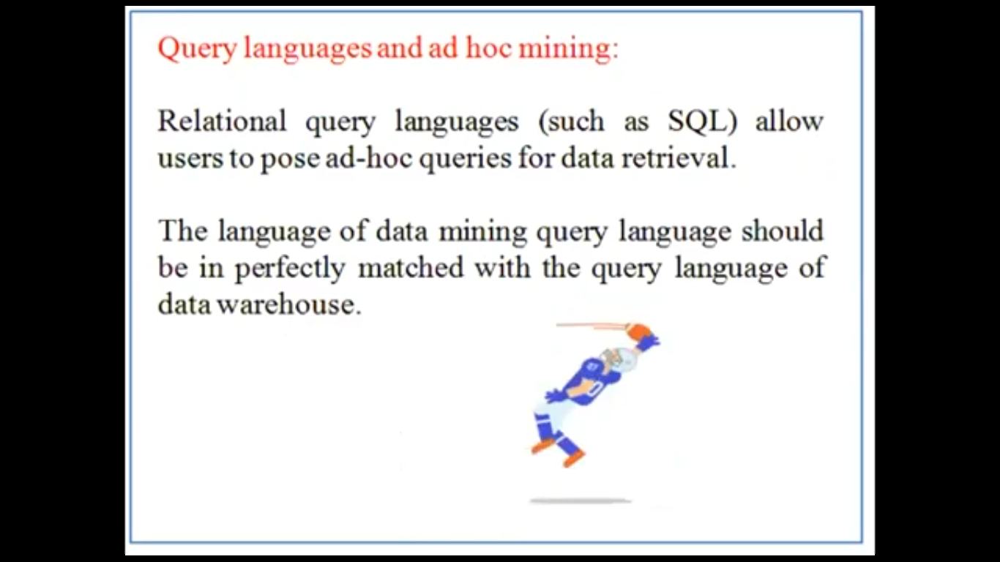 Query languages and ad hoc mining:
Relational query languages (such as SQL) allow
users to pose ad-hoc queries for data retrieval.
The language of data mining query language should
be in perfectly matched with the query language of
data warehouse.